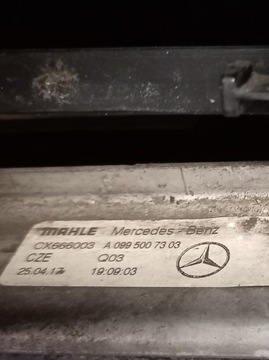 MAHLE Mercedes-Benz
CX666003 A 099 500 73 03
CZE Q03
25.04.17 19:09:03